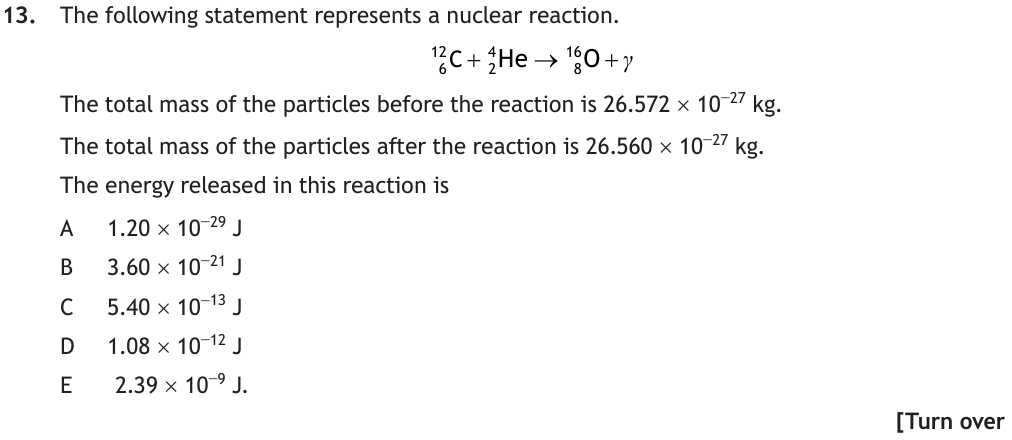 13. The following statement represents a nuclear reaction.
¹²₆C + ⁴₂He → ¹⁶₈O + γ
The total mass of the particles before the reaction is 26.572 × 10⁻²⁷ kg.
The total mass of the particles after the reaction is 26.560 × 10⁻²⁷ kg.
The energy released in this reaction is
A 1.20 × 10⁻²⁹ J
B 3.60 × 10⁻²¹ J
C 5.40 × 10⁻¹³ J
D 1.08 × 10⁻¹² J
E 2.39 × 10⁻⁹ J.
[Turn over